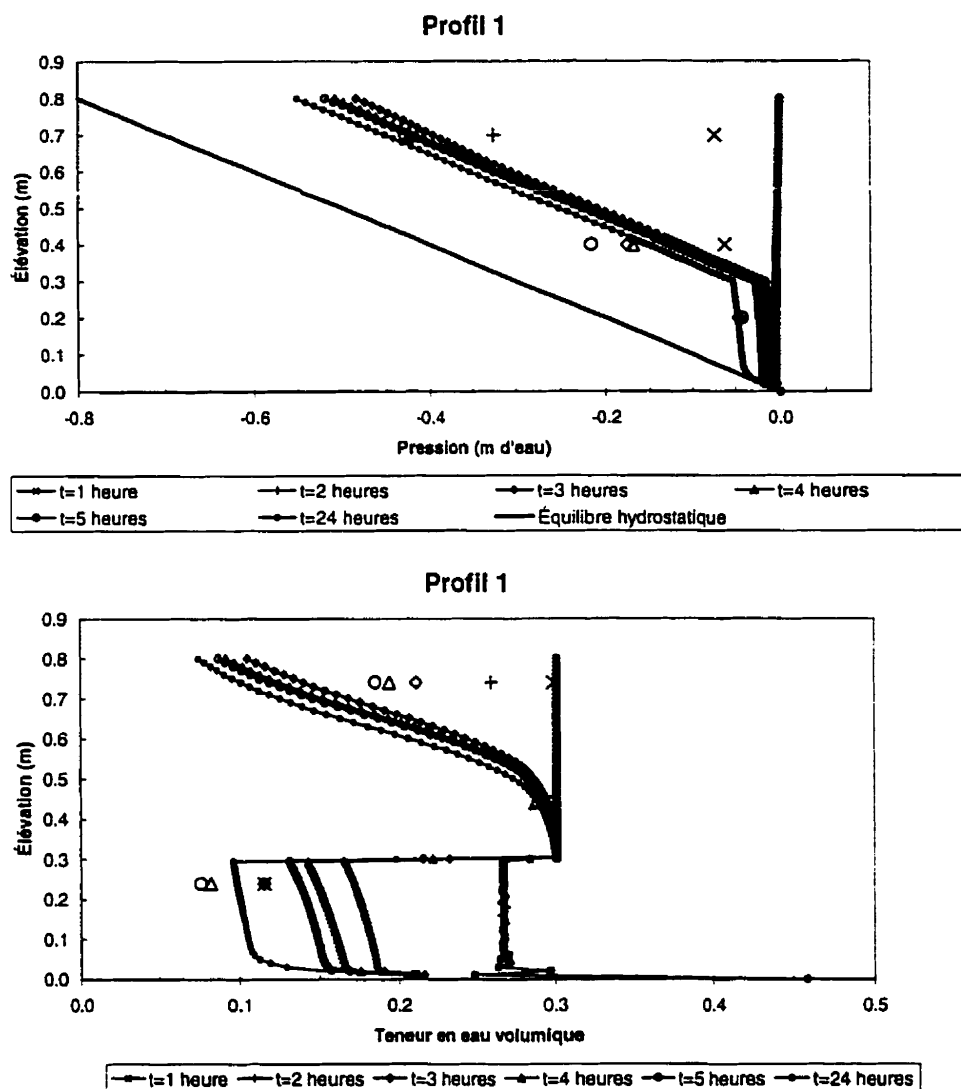 Profil 1
0.9
0.8
0.7
0.6
0.5
0.4
0.3
0.2
0.1
0.0
Élévation (m)
-0.8 -0.6 -0.4 -0.2 0.0
Pression (m d'eau)
t=1 heure t=2 heures t=3 heures t=4 heures
t=5 heures t=24 heures Équilibre hydrostatique
Profil 1
0.9
0.8
0.7
0.6
0.5
0.4
0.3
0.2
0.1
0.0
Élévation (m)
0.0 0.1 0.2 0.3 0.4 0.5
Teneur en eau volumique
t=1 heure t=2 heures t=3 heures t=4 heures t=5 heures t=24 heures